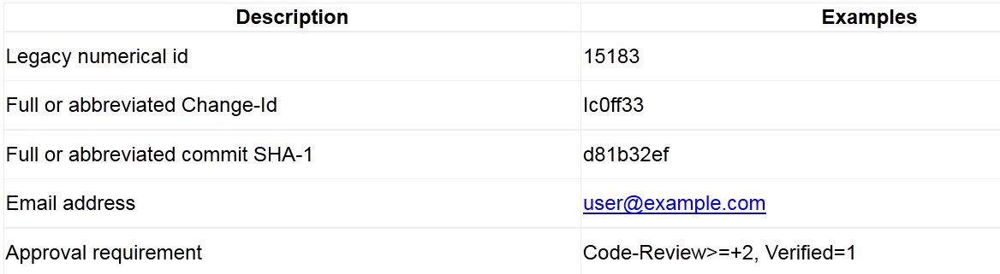 Description Examples
Legacy numerical id 15183
Full or abbreviated Change-Id Ic0ff33
Full or abbreviated commit SHA-1 d81b32ef
Email address user@example.com
Approval requirement Code-Review>=+2, Verified=1